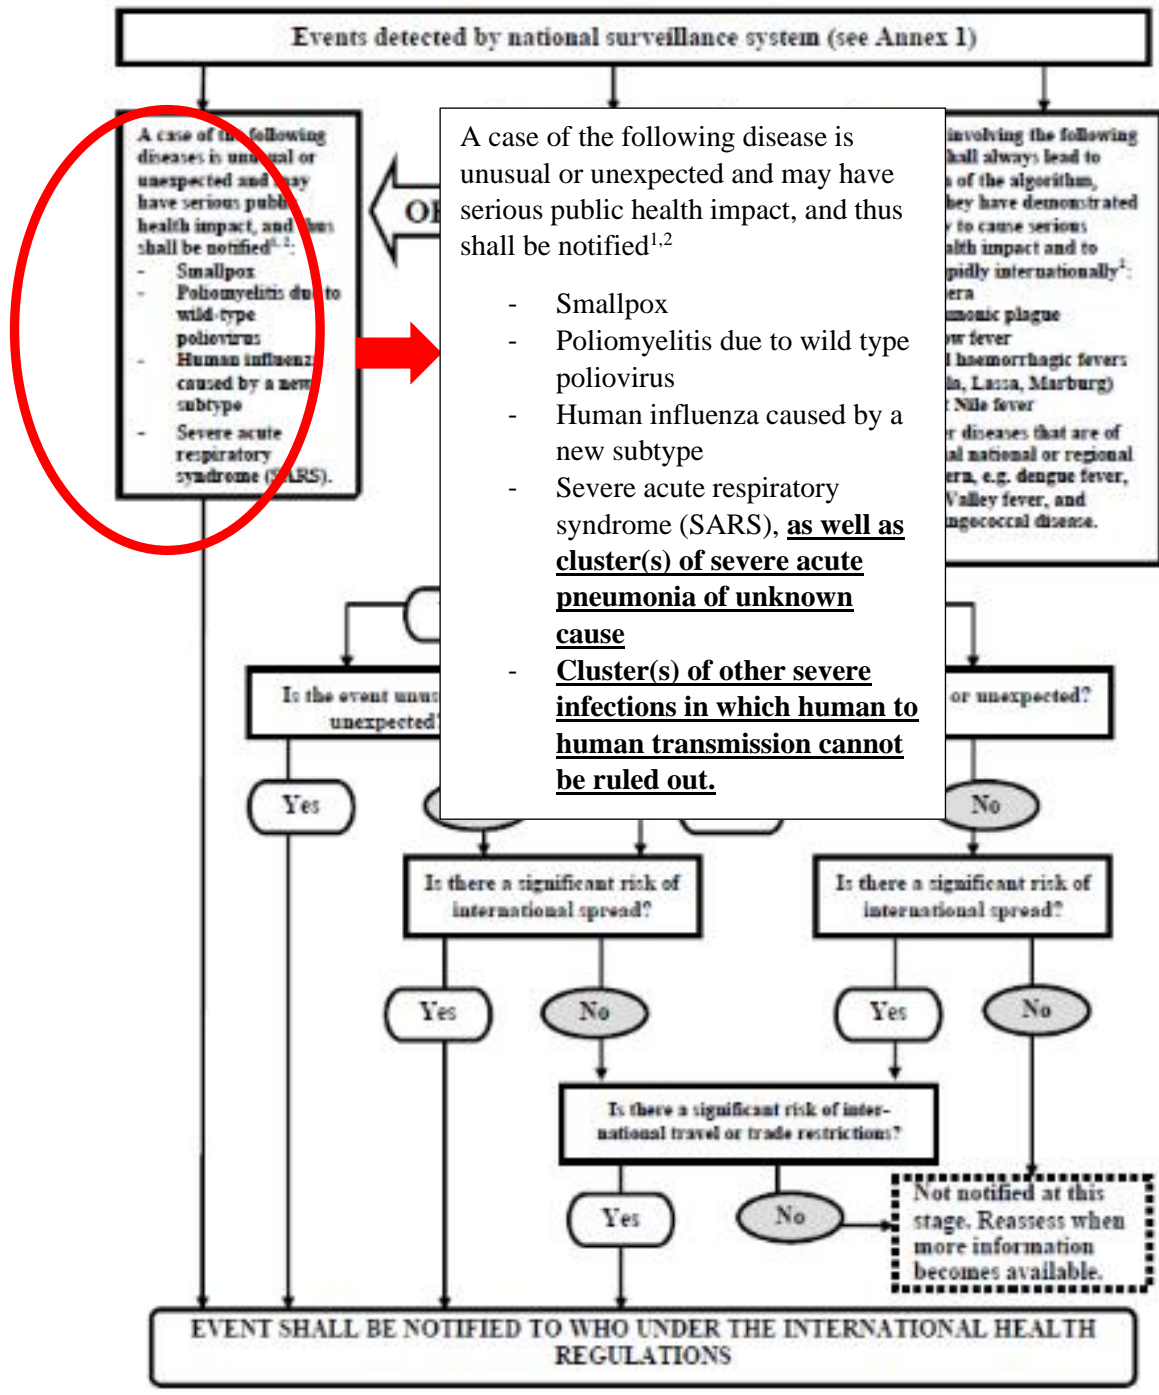 Events detected by national surveillance system (see Annex 1)
A case of the following
diseases is unusual or
unexpected and may
have serious public
health impact, and thus
shall be notified¹, ²:
- Smallpox
- Poliomyelitis due to
wild-type
poliovirus
- Human influenza
caused by a new
subtype
- Severe acute
respiratory
syndrome (SARS).
A case of the following disease is
unusual or unexpected and may have
serious public health impact, and thus
shall be notified¹,²
- Smallpox
- Poliomyelitis due to wild type
poliovirus
- Human influenza caused by a
new subtype
- Severe acute respiratory
syndrome (SARS), as well as
cluster(s) of severe acute
pneumonia of unknown
cause
- Cluster(s) of other severe
infections in which human to
human transmission cannot
be ruled out.
involving the following
hall always lead to
of the algorithm,
hey have demonstrated
y to cause serious
alth impact and to
pidly internationally²:
era
monic plague
ow fever
haemorrhagic fevers
la, Lassa, Marburg)
Nile fever
er diseases that are of
al national or regional
ern, e.g. dengue fever,
Valley fever, and
ngococcal disease.
Is the event unus
unexpected?
or unexpected?
Yes
No
Is there a significant risk of
international spread?
Is there a significant risk of
international spread?
Yes
No
Yes
No
Is there a significant risk of inter-
national travel or trade restrictions?
Yes
No
Not notified at this
stage. Reassess when
more information
becomes available.
EVENT SHALL BE NOTIFIED TO WHO UNDER THE INTERNATIONAL HEALTH
REGULATIONS